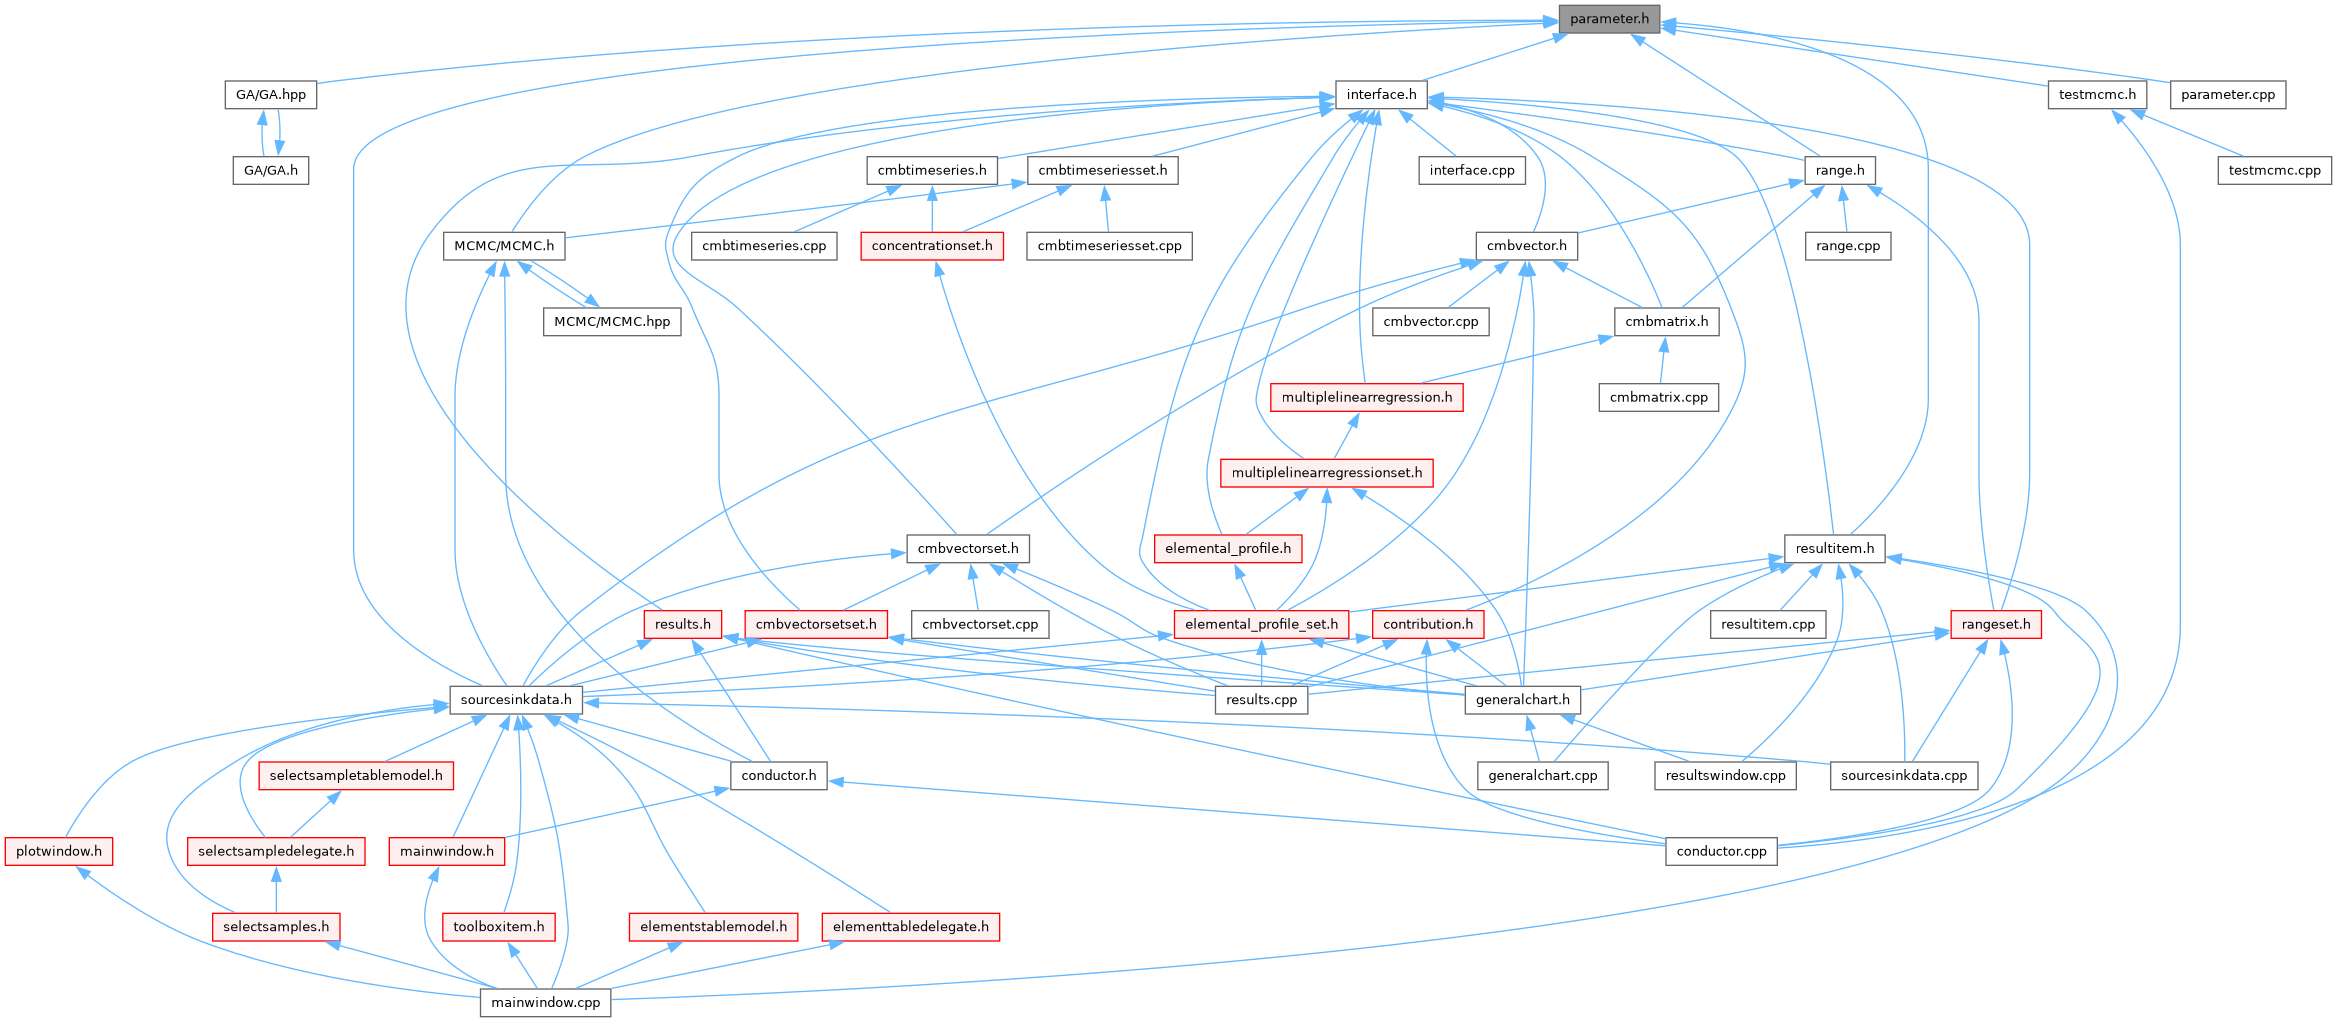 parameter.h
GA/GA.hpp
interface.h
testmcmc.h
parameter.cpp
GA/GA.h
cmbtimeseries.h
cmbtimeseriesset.h
interface.cpp
range.h
testmcmc.cpp
MCMC/MCMC.h
cmbtimeseries.cpp
concentrationset.h
cmbtimeseriesset.cpp
cmbvector.h
range.cpp
MCMC/MCMC.hpp
cmbvector.cpp
cmbmatrix.h
multiplelinearregression.h
cmbmatrix.cpp
multiplelinearregressionset.h
cmbvectorset.h
elemental_profile.h
resultitem.h
results.h
cmbvectorsetset.h
cmbvectorset.cpp
elemental_profile_set.h
contribution.h
resultitem.cpp
rangeset.h
sourcesinkdata.h
results.cpp
generalchart.h
selectsampletablemodel.h
conductor.h
generalchart.cpp
resultswindow.cpp
sourcesinkdata.cpp
plotwindow.h
selectsampledelegate.h
mainwindow.h
conductor.cpp
selectsamples.h
toolboxitem.h
elementstablemodel.h
elementtabledelegate.h
mainwindow.cpp